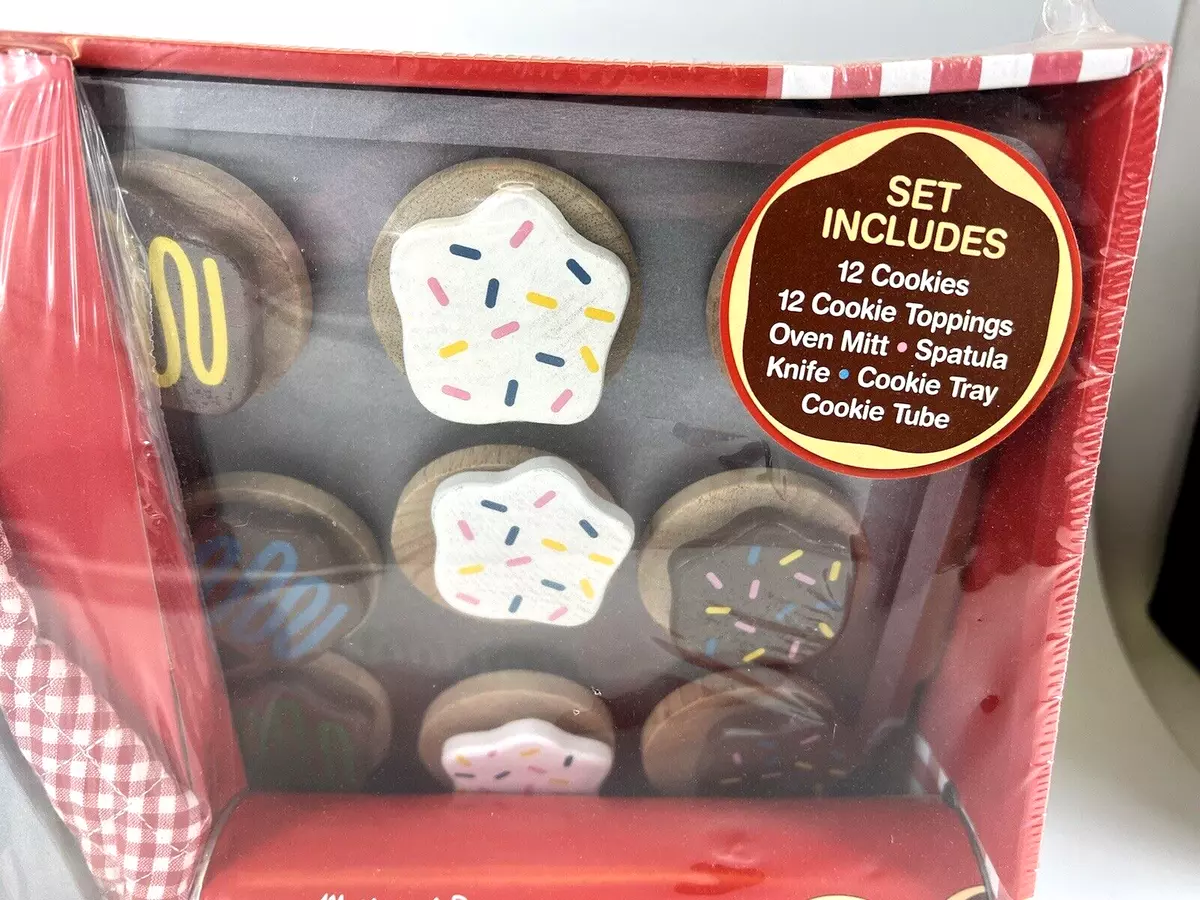 SET
INCLUDES
12 Cookies
12 Cookie Toppings
Oven Mitt • Spatula
Knife • Cookie Tray
Cookie Tube